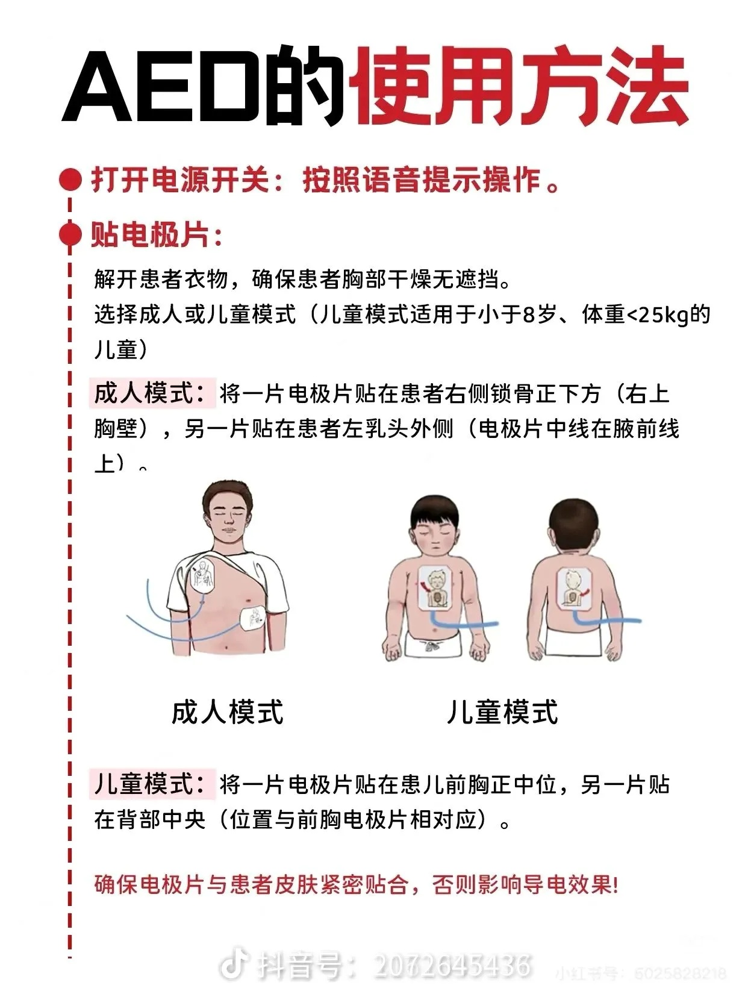 AED的使用方法
打开电源开关：按照语音提示操作。
贴电极片：
解开患者衣物，确保患者胸部干燥无遮挡。
选择成人或儿童模式（儿童模式适用于小于8岁、体重<25kg的
儿童）
成人模式：将一片电极片贴在患者右侧锁骨正下方（右上
胸壁），另一片贴在患者左乳头外侧（电极片中线在腋前线
上）。
成人模式
儿童模式
儿童模式：将一片电极片贴在患儿前胸正中位，另一片贴
在背部中央（位置与前胸电极片相对应）。
确保电极片与患者皮肤紧密贴合，否则影响导电效果!
抖音号：2072645436
小红书号：5025828218